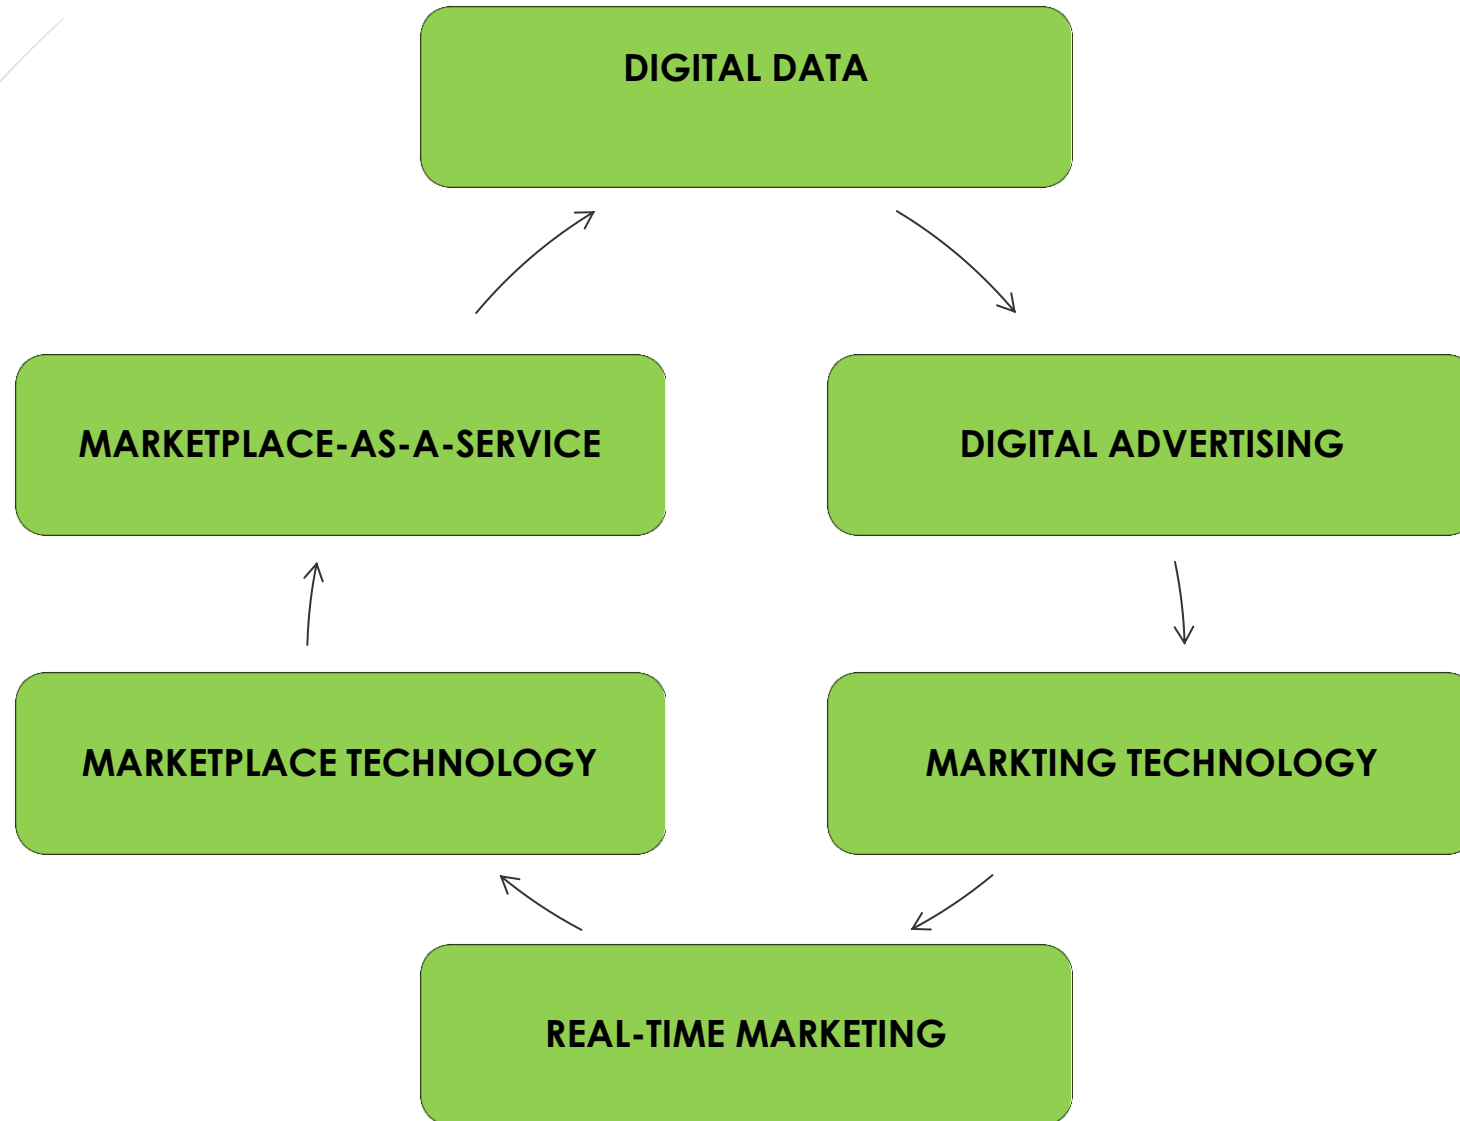 DIGITAL DATA
MARKETPLACE-AS-A-SERVICE
DIGITAL ADVERTISING
MARKETPLACE TECHNOLOGY
MARKTING TECHNOLOGY
REAL-TIME MARKETING